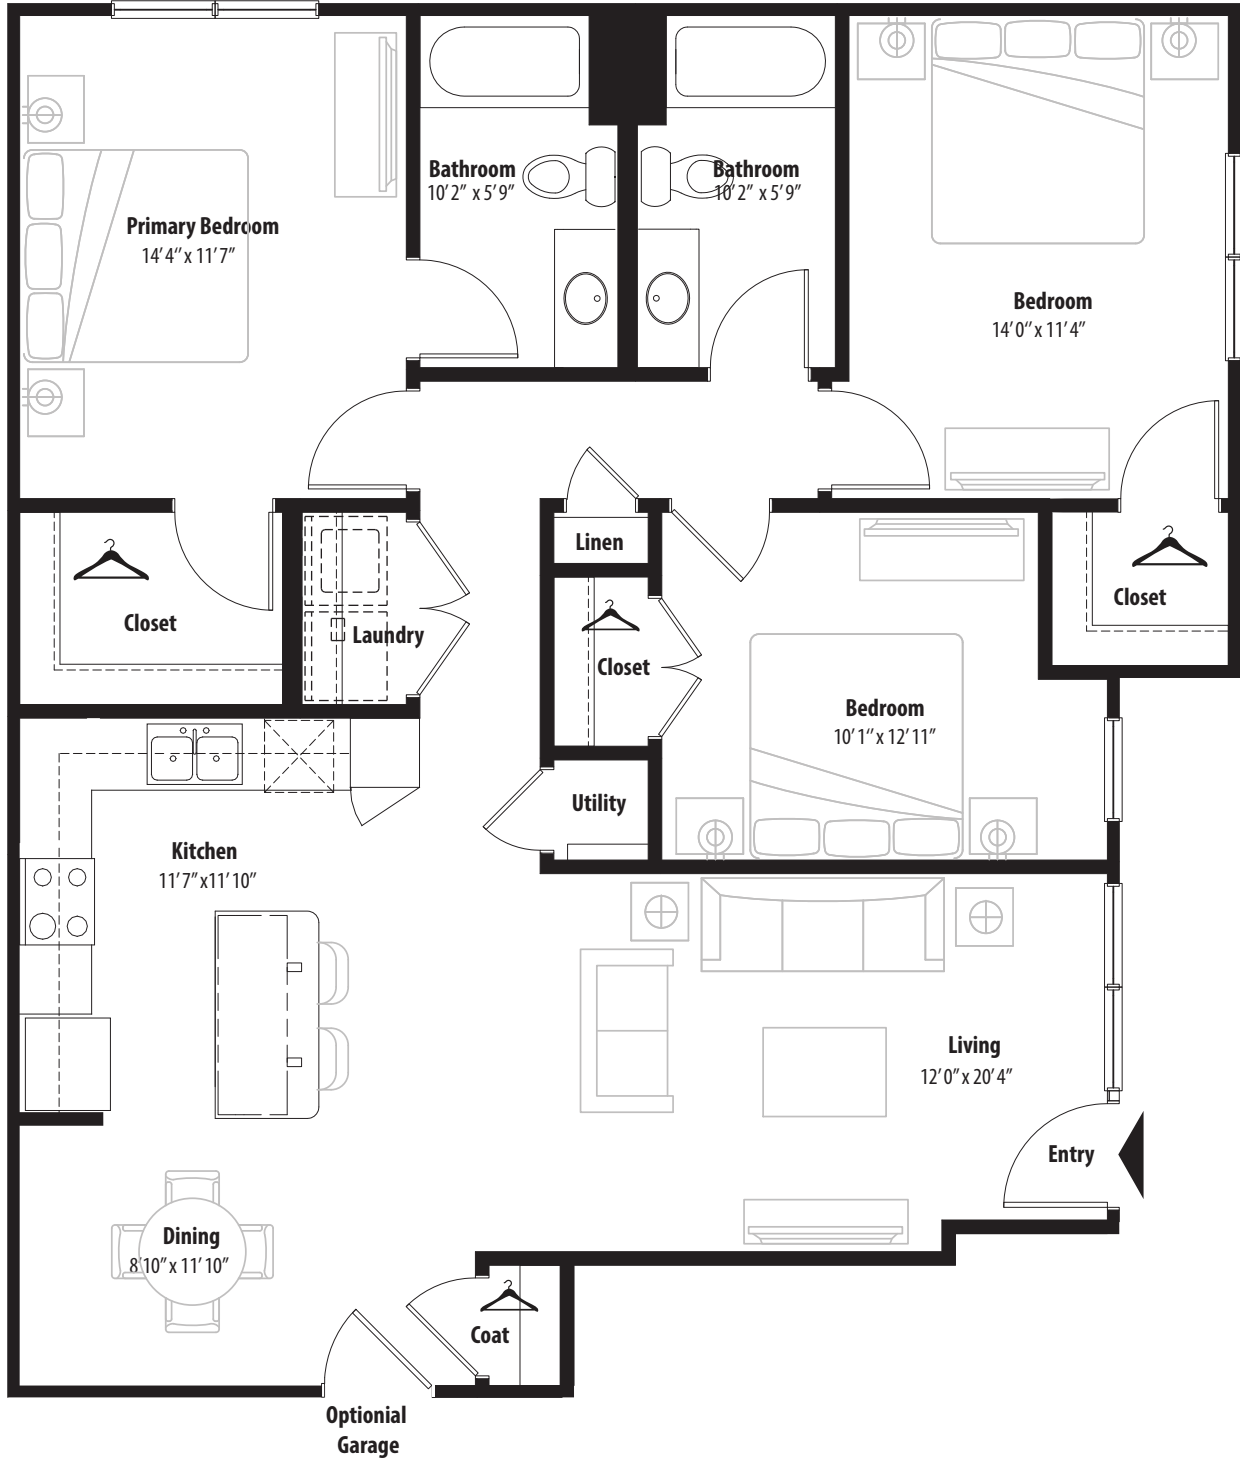 Bathroom
10'2" x 5'9"
Bathroom
10'2" x 5'9"
Primary Bedroom
14'4" x 11'7"
Bedroom
14'0" x 11'4"
Linen
Closet
Laundry
Closet
Closet
Bedroom
10'1" x 12'11"
Utility
Kitchen
11'7"x11'10"
Living
12'0" x 20'4"
Entry
Dining
8'10" x 11'10"
Coat
Optionial
Garage